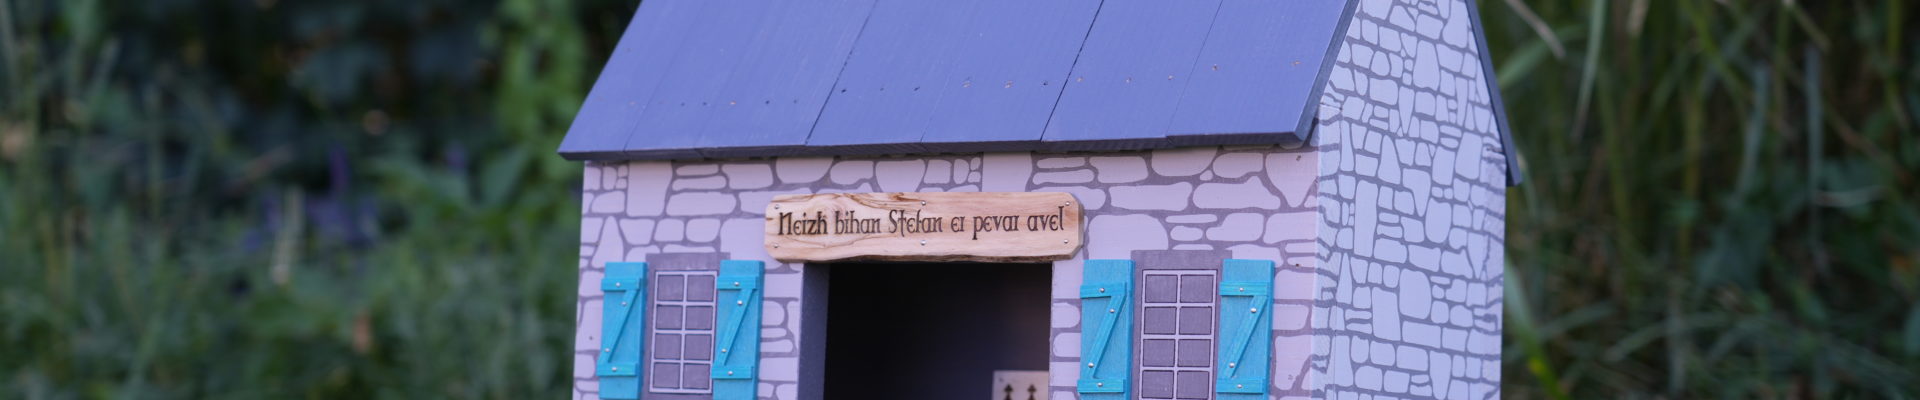 Neizh bihan Stefan er pevar avel